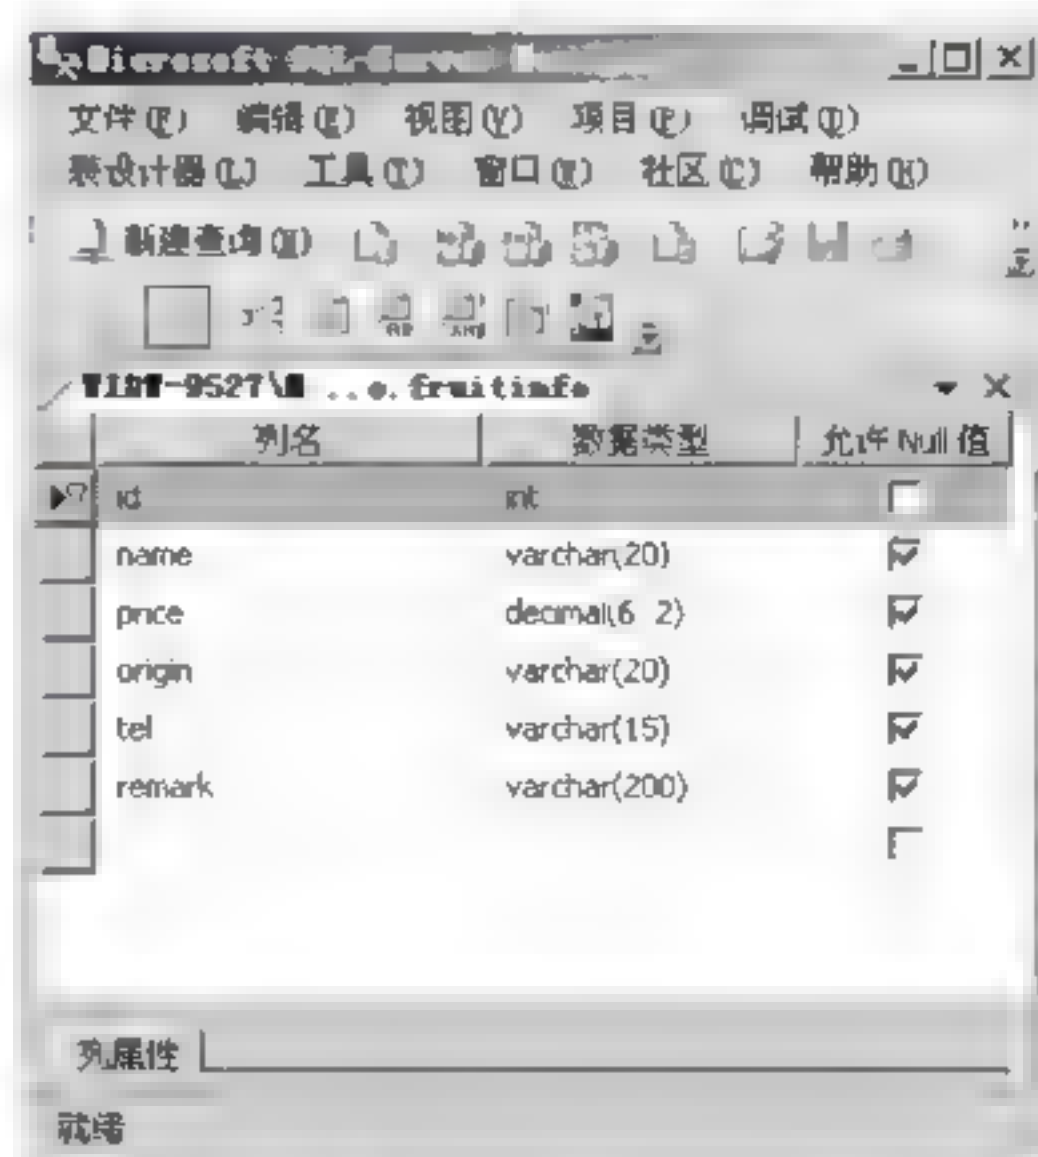 Microsoft SQL Server
文件(F) 编辑(E) 视图(V) 项目(P) 调试(D)
表设计器(L) 工具(T) 窗口(W) 社区(C) 帮助(H)
新建查询(N)
...o.fruitinfo
列名 数据类型 允许 Null 值
id int
name varchar(20)
price decimal(6 2)
origin varchar(20)
tel varchar(15)
remark varchar(200)
列属性
就绪